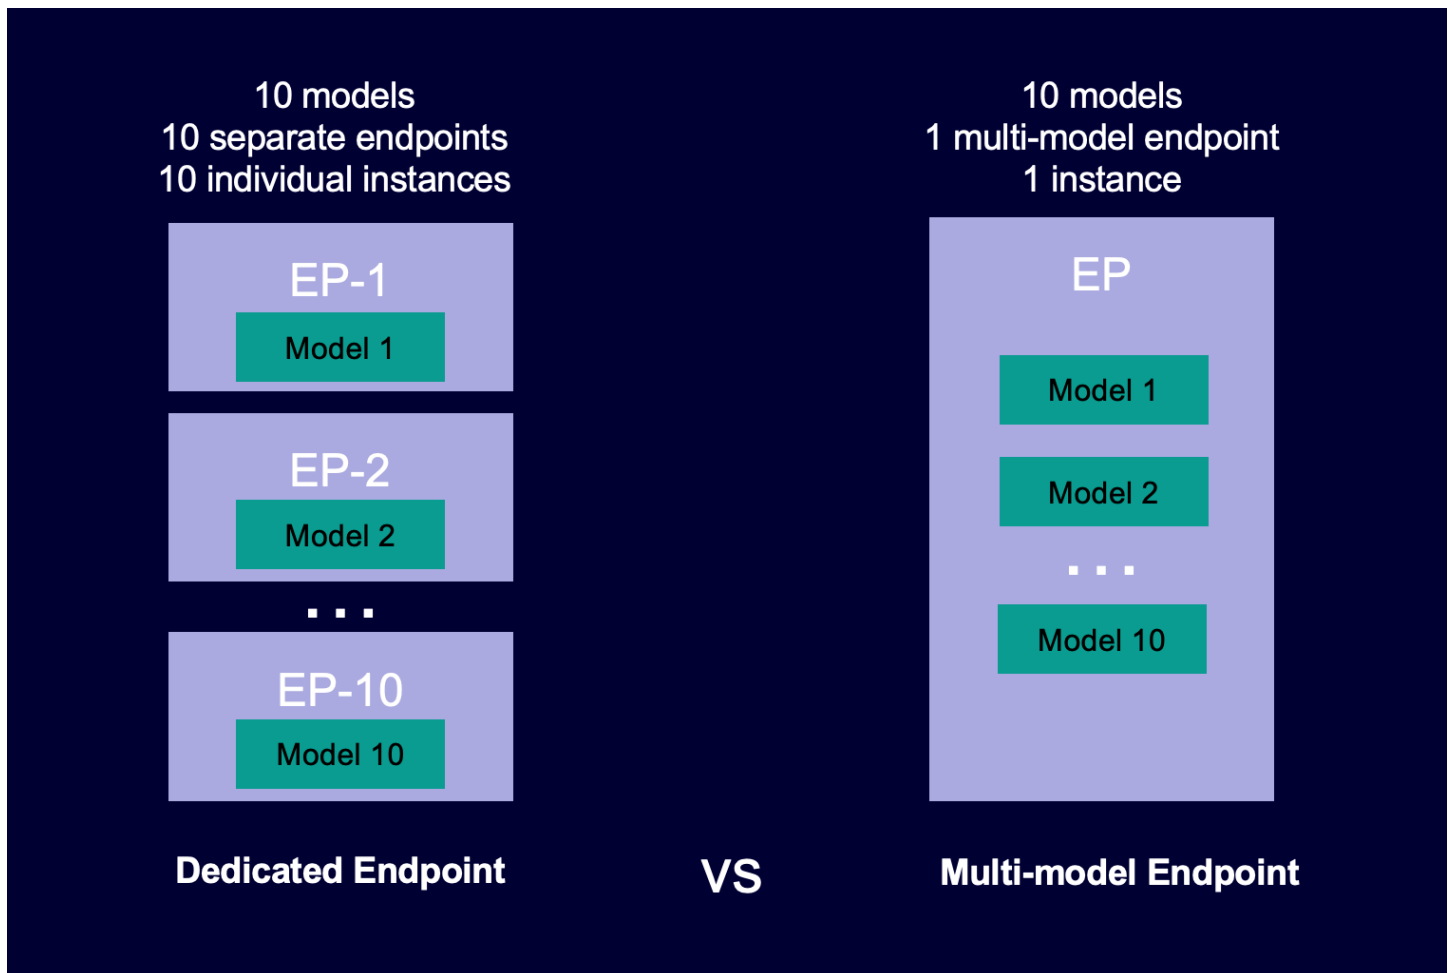 10 models
10 separate endpoints
10 individual instances
EP-1
Model 1
EP-2
Model 2
...
EP-10
Model 10
Dedicated Endpoint
VS
10 models
1 multi-model endpoint
1 instance
EP
Model 1
Model 2
...
Model 10
Multi-model Endpoint